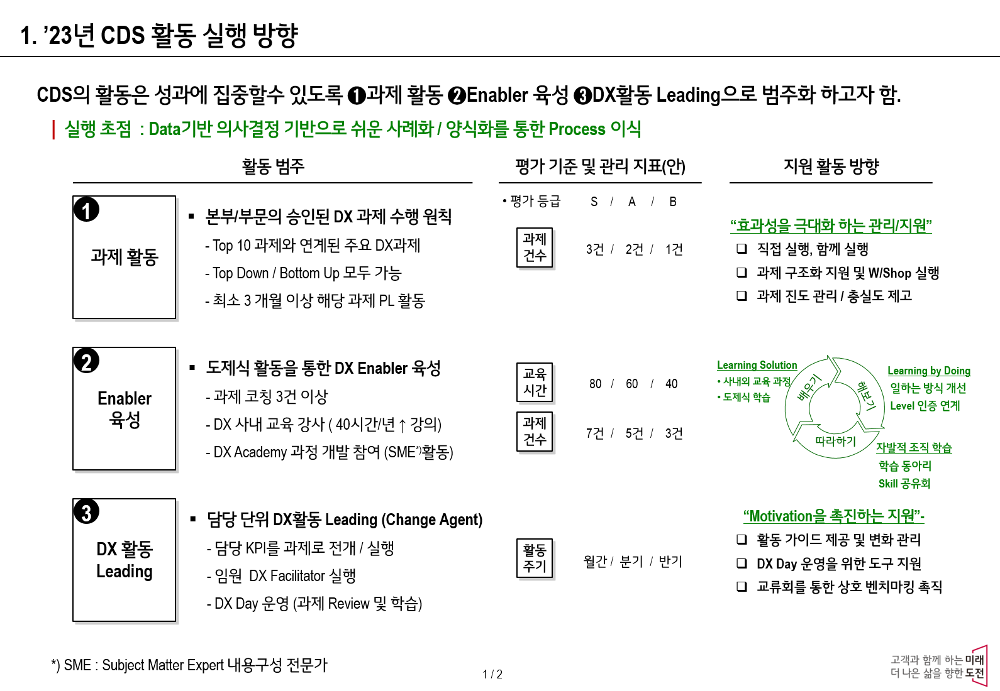 1. ’23년 CDS 활동 실행 방향
CDS의 활동은 성과에 집중할수 있도록 ❶과제 활동 ❷Enabler 육성 ❸DX활동 Leading으로 범주화 하고자 함.
실행 초점 : Data기반 의사결정 기반으로 쉬운 사례화 / 양식화를 통한 Process 이식
활동 범주
평가 기준 및 관리 지표(안)
지원 활동 방향
1
과제 활동
▪ 본부/부문의 승인된 DX 과제 수행 원칙
- Top 10 과제와 연계된 주요 DX과제
- Top Down / Bottom Up 모두 가능
- 최소 3 개월 이상 해당 과제 PL 활동
• 평가 등급 S / A / B
과제
건수
3건 / 2건 / 1건
“효과성을 극대화 하는 관리/지원”
❑ 직접 실행, 함께 실행
❑ 과제 구조화 지원 및 W/Shop 실행
❑ 과제 진도 관리 / 충실도 제고
2
Enabler
육성
▪ 도제식 활동을 통한 DX Enabler 육성
- 과제 코칭 3건 이상
- DX 사내 교육 강사 ( 40시간/년 ↑ 강의)
- DX Academy 과정 개발 참여 (SME*)활동)
교육
시간
80 / 60 / 40
과제
건수
7건 / 5건 / 3건
Learning Solution
• 사내외 교육 과정
• 도제식 학습
배우기
해보기
따라하기
Learning by Doing
일하는 방식 개선
Level 인증 연계
자발적 조직 학습
학습 동아리
Skill 공유회
3
DX 활동
Leading
▪ 담당 단위 DX활동 Leading (Change Agent)
- 담당 KPI를 과제로 전개 / 실행
- 임원 DX Facilitator 실행
- DX Day 운영 (과제 Review 및 학습)
활동
주기
월간 / 분기 / 반기
“Motivation을 촉진하는 지원”-
❑ 활동 가이드 제공 및 변화 관리
❑ DX Day 운영을 위한 도구 지원
❑ 교류회를 통한 상호 벤치마킹 촉직
*) SME : Subject Matter Expert 내용구성 전문가
1 / 2
고객과 함께 하는 미래
더 나은 삶을 향한 도전